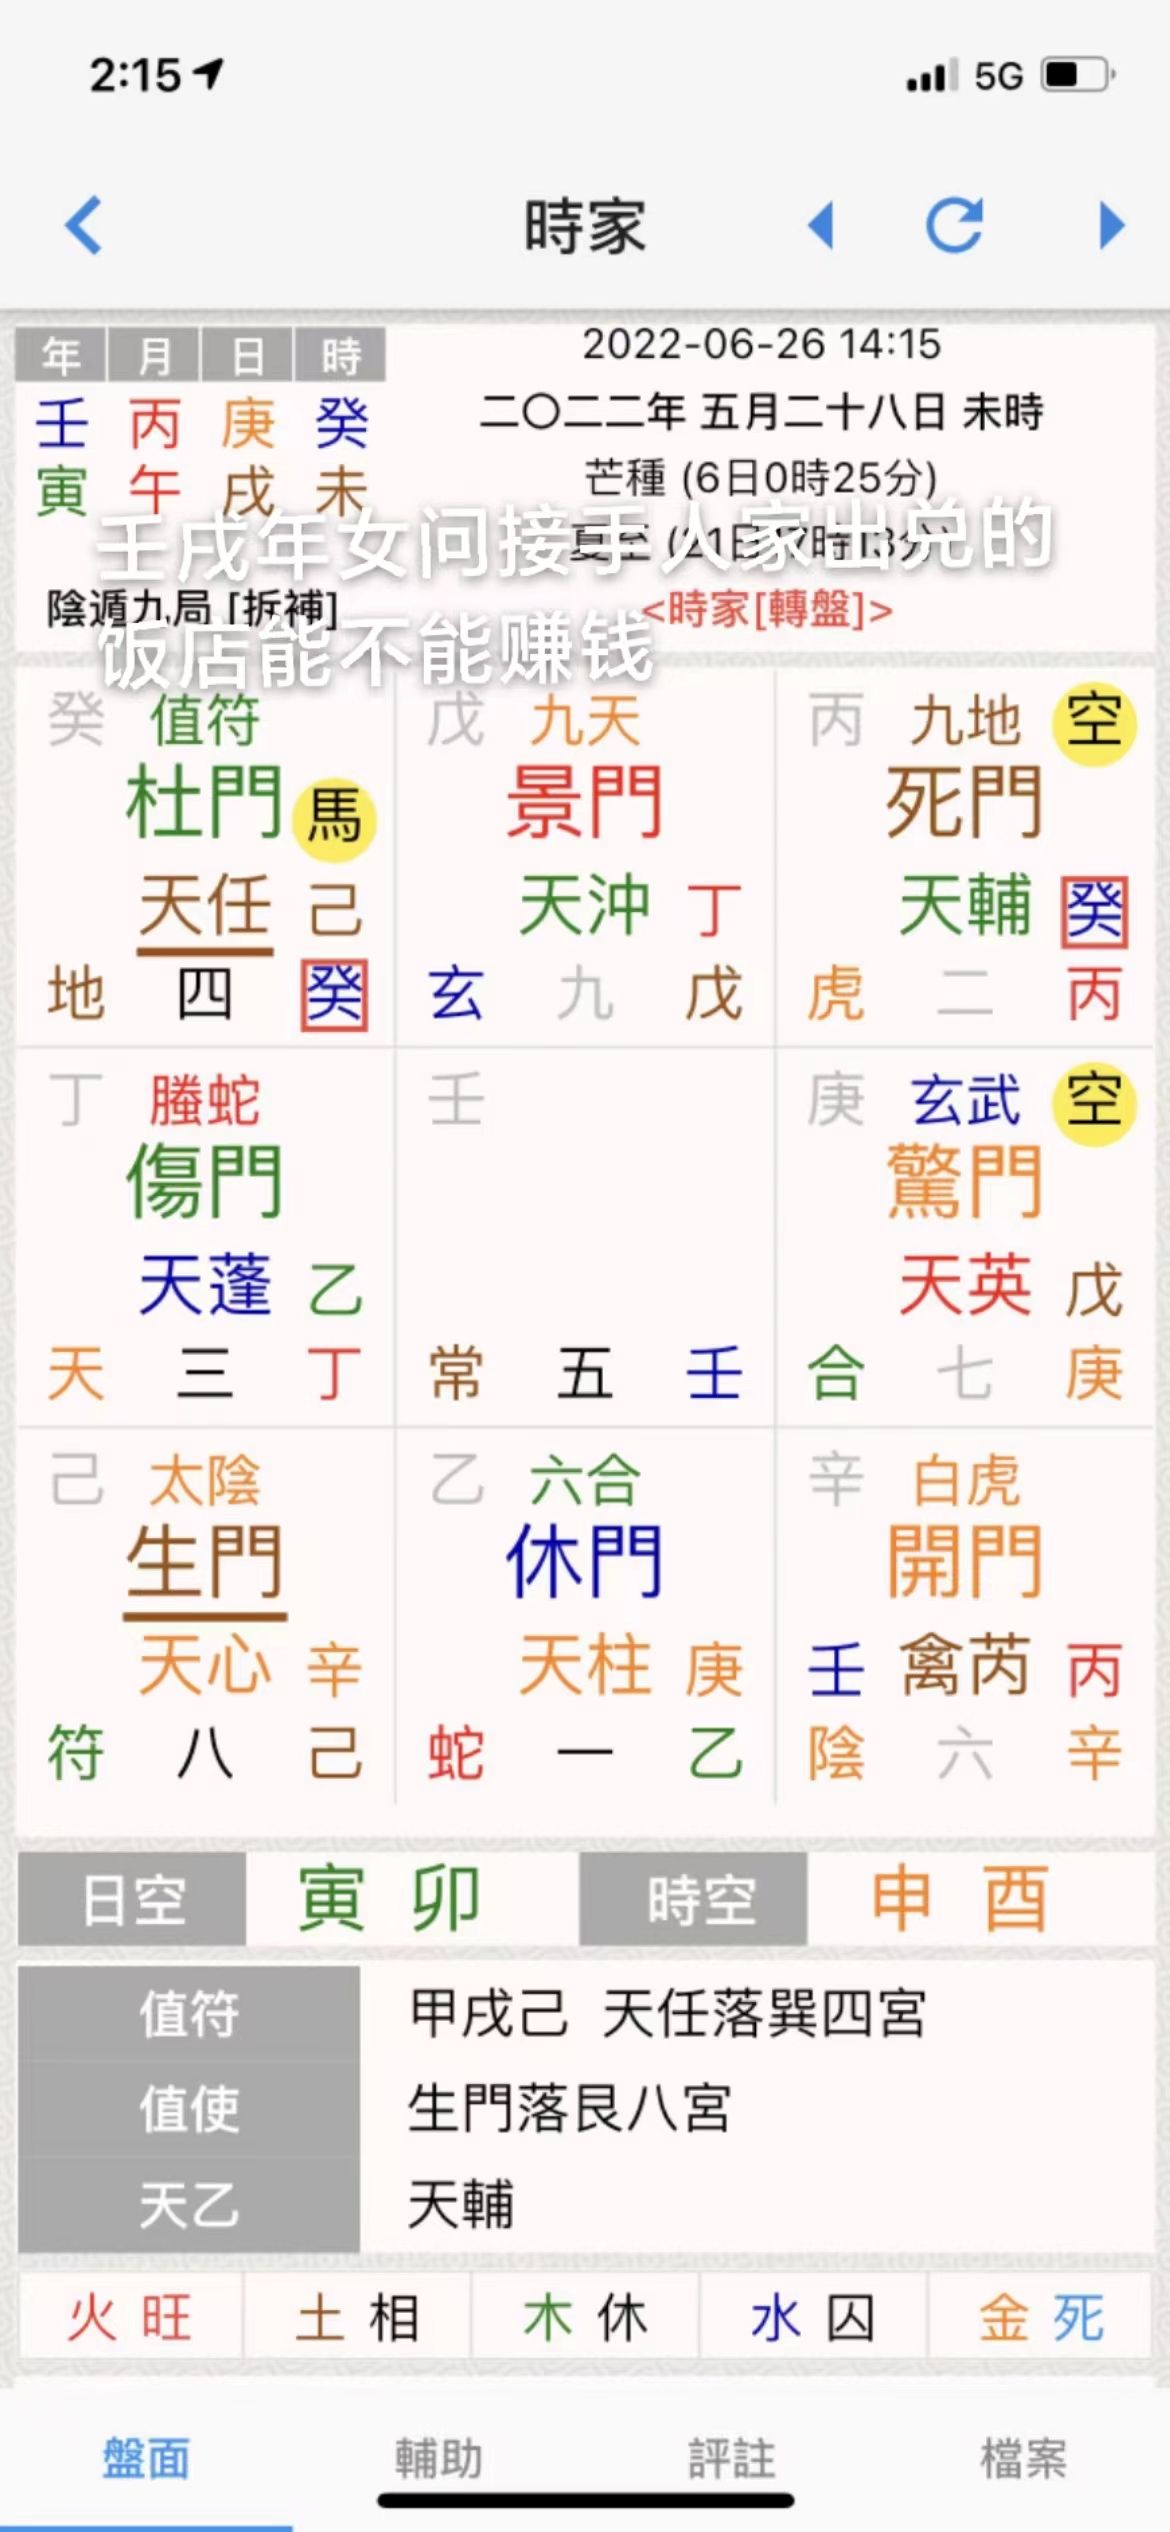 2:15 5G
時家
年 月 日 時
壬 丙 庚 癸
寅 午 戌 未
2022-06-26 14:15
二〇二二年 五月二十八日 未時
芒種 (6日0時25分)
夏至 (21日17時13分)
壬戌年女问接手人家出兑的
饭店能不能赚钱
陰遁九局 [拆補]
<時家[轉盤]>
癸 值符
杜門 馬
天任 己
地 四 癸
戊 九天
景門
天沖 丁
玄 九 戊
丙 九地 空
死門
天輔 癸
虎 二 丙
丁 螣蛇
傷門
天蓬 乙
天 三 丁
壬
常 五 壬
庚 玄武 空
驚門
天英 戊
合 七 庚
己 太陰
生門
天心 辛
符 八 己
乙 六合
休門
天柱 庚
蛇 一 乙
辛 白虎
開門
壬 禽芮 丙
陰 六 辛
日空 寅 卯 時空 申 酉
值符 甲戌己 天任落巽四宮
值使 生門落艮八宮
天乙 天輔
火 旺 土 相 木 休 水 囚 金 死
盤面 輔助 評註 檔案